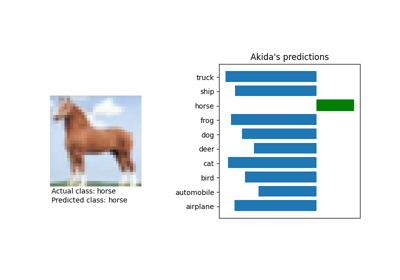 Akida's predictions
truck
ship
horse
frog
dog
deer
cat
bird
automobile
airplane
Actual class: horse
Predicted class: horse